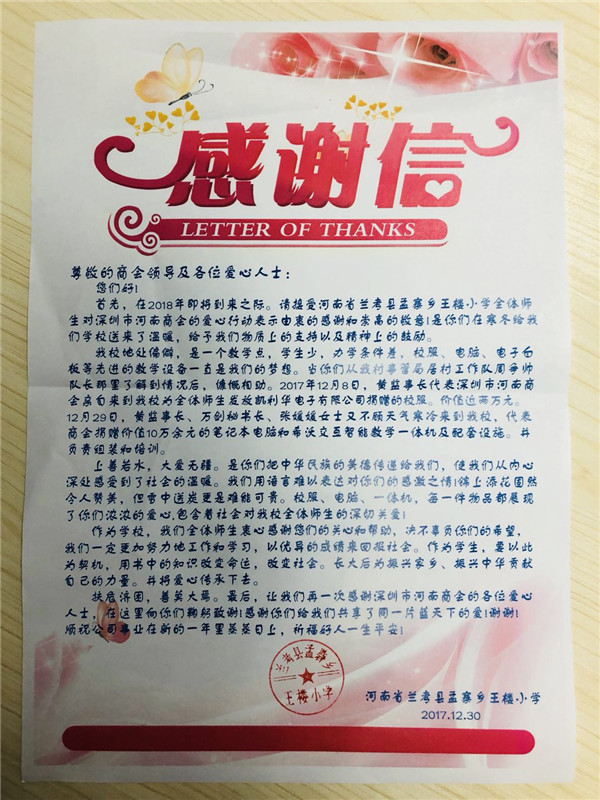 感谢信
LETTER OF THANKS
尊敬的商会领导及各位爱心人士：
您们好！
首先，在2018年即将到来之际。请接受河南省兰考县孟寨乡王楼小学全体师
生对深圳市河南商会的爱心行动表示由衷的感谢和崇高的敬意！是你们在寒冬给我
们学校送来了温暖，给予我们物质上的支持以及精神上的鼓励。
我校地处偏僻，是一个教学点，学生少，办学条件差，校服、电脑、电子白
板等先进的教学设备一直是我们的梦想。当你们从我村事管局居村工作队周争师
队长那里了解到情况后，慷慨相助。2017年12月8日，黄监事长代表深圳市河南商
会亲自来到我校为全体师生发放凯利华电子有限公司捐赠的校服。价值近两万元。
12月29日，黄监事长、万创秘书长、张媛媛女士又不顾天气寒冷来到我校，代表
商会捐赠价值10万余元的笔记本电脑和希沃交互智能教学一体机及配套设施。并
负责组装和培训。
上善若水，大爱无疆。是你们把中华民族的美德传递给我们，使我们从内心
深处感受到了社会的温暖。我们用语言难以表达对你们的感激之情！锦上添花固然
令人赞美，但雪中送炭更是难能可贵。校服、电脑、一体机，每一件物品都展现
了你们浓浓的爱心，包含着社会对我校全体师生的深切关爱！
作为学校，我们全体师生衷心感谢您们的关心和帮助，决不辜负你们的希望，
我们一定更加努力地工作和学习，以优异的成绩来回报社会。作为学生，要以此
为契机，用书中的知识改变命运，改变社会。长大后为振兴家乡、振兴中华贡献
自己的力量。并将爱心传承下去。
扶危济困，善莫大焉。最后，让我们再一次感谢深圳市河南商会的各位爱心
人士，在这里向你们鞠躬致谢！感谢你们给我们共享了同一片蓝天下的爱！谢谢！
顺祝公司事业在新的一年里蒸蒸日上，祈福好人一生平安！
兰考县孟寨乡
王楼小学
河南省兰考县孟寨乡王楼小学
2017.12.30